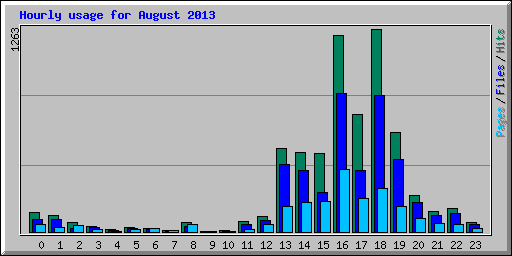 Hourly usage for August 2013
1263
Pages/Files/Hits
0 1 2 3 4 5 6 7 8 9 10 11 12 13 14 15 16 17 18 19 20 21 22 23